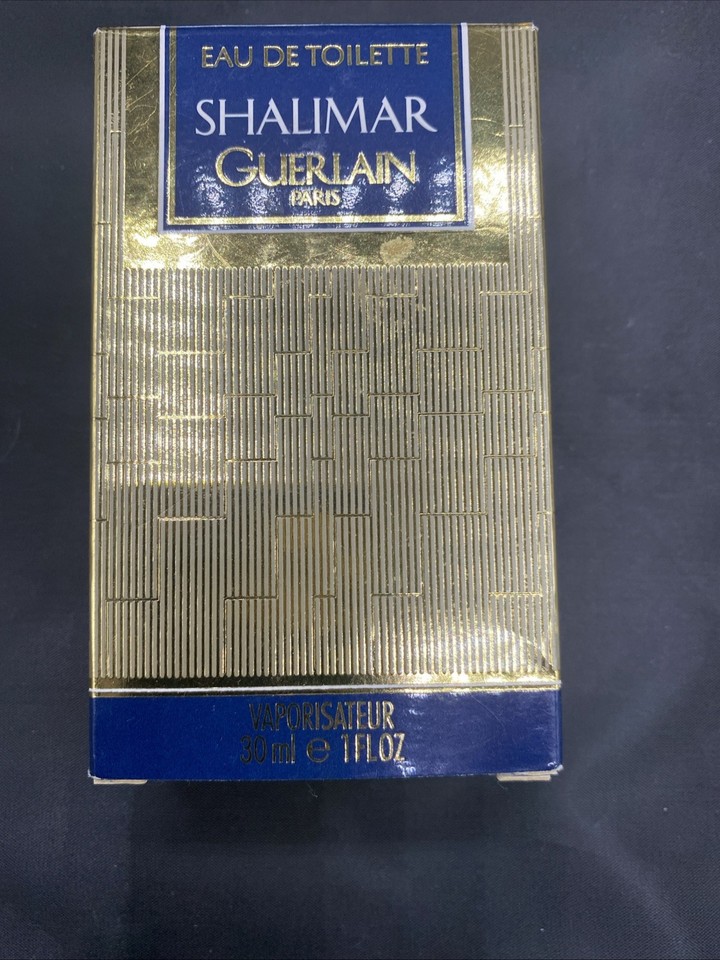 EAU DE TOILETTE
SHALIMAR
GUERLAIN
PARIS
VAPORISATEUR
30 ml e 1 FL OZ